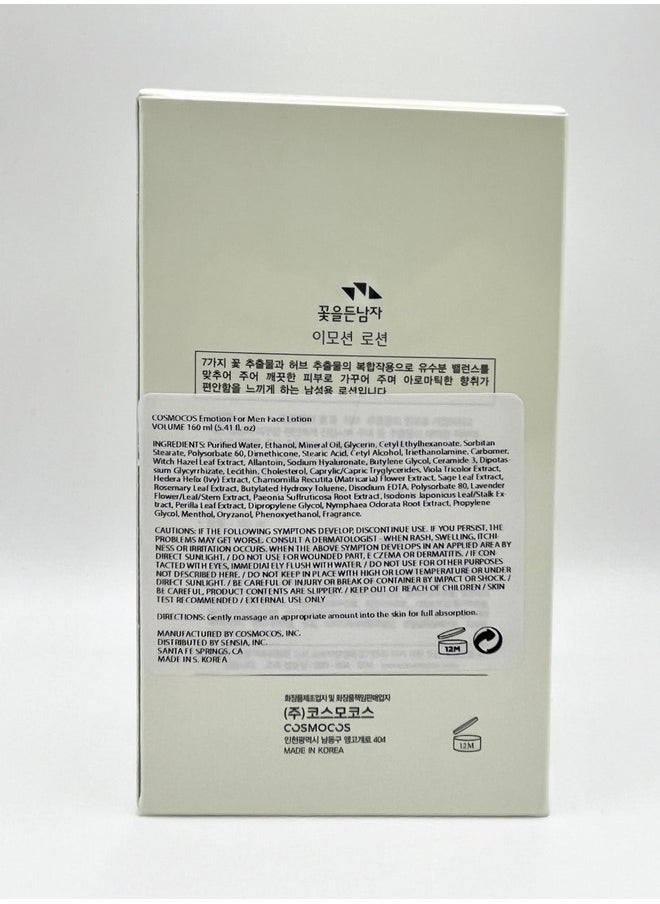 꽃을든남자
이모션 로션
7가지 꽃 추출물과 허브 추출물의 복합작용으로 유수분 밸런스를
맞추어 주어 깨끗한 피부로 가꾸어 주며 아로마틱한 향취가
편안함을 느끼게 하는 남성용 로션입니다
COSMOCOS Emotion For Men Face Lotion
VOLUME 160 ml (5.41 fl. oz)
INGREDIENTS: Purified Water, Ethanol, Mineral Oil, Glycerin, Cetyl Ethylhexanoate, Sorbitan
Stearate, Polysorbate 60, Dimethicone, Stearic Acid, Cetyl Alcohol, Triethanolamine, Carbomer,
Witch Hazel Leaf Extract, Allantoin, Sodium Hyaluronate, Butylene Glycol, Ceramide 3, Dipotas-
sium Glycyrrhizate, Lecithin, Cholesterol, Caprylic/Capric Tryglycerides, Viola Tricolor Extract,
Hedera Helix (Ivy) Extract, Chamomilla Recutita (Matricaria) Flower Extract, Sage Leaf Extract,
Rosemary Leaf Extract, Butylated Hydroxy Toluene, Disodium EDTA, Polysorbate 80, Lavender
Flower/Leaf/Stem Extract, Paeonia Suffruticosa Root Extract, Isodonis Japonicus Leaf/Stalk Ex-
tract, Perilla Leaf Extract, Dipropylene Glycol, Nymphaea Odorata Root Extract, Propylene
Glycol, Menthol, Oryzanol, Phenoxyethanol, Fragrance.
CAUTIONS: IF THE FOLLOWING SYMPTONS DEVELOP, DISCONTINUE USE. IF YOU PERSIST, THE
PROBLEMS MAY GET WORSE. CONSULT A DERMATOLOGIST - WHEN RASH, SWELLING, ITCHI-
NESS OR IRRITATION OCCURS. WHEN THE ABOVE SYMPTON DEVELOPS IN AN APPLIED AREA BY
DIRECT SUNLIGHT. / DO NOT USE FOR WOUNDED PART, E CZEMA OR DERMATITIS. / IF CON-
TACTED WITH EYES, IMMEDIATELY FLUSH WITH WATER. / DO NOT USE FOR OTHER PURPOSES
NOT DESCRIBED HERE. / DO NOT KEEP IN PLACE WITH HIGH OR LOW TEMPERATURE OR UNDER
DIRECT SUNLIGHT. / BE CAREFUL OF INJURY OR BREAK OF CONTAINER BY IMPACT OR SHOCK. /
BE CAREFUL, PRODUCT CONTENTS ARE SLIPPERY. / KEEP OUT OF REACH OF CHILDREN / SKIN
TEST RECOMMENDED / EXTERNAL USE ONLY
DIRECTIONS: Gently massage an appropriate amount into the skin for full absorption.
MANUFACTURED BY COSMOCOS, INC.
DISTRIBUTED BY SENSIA, INC.
SANTA FE SPRINGS, CA
MADE IN S. KOREA
12M
화장품제조업자 및 화장품책임판매업자
(주)코스모코스
COSMOCOS
인천광역시 남동구 앵고개로 404
MADE IN KOREA
12M